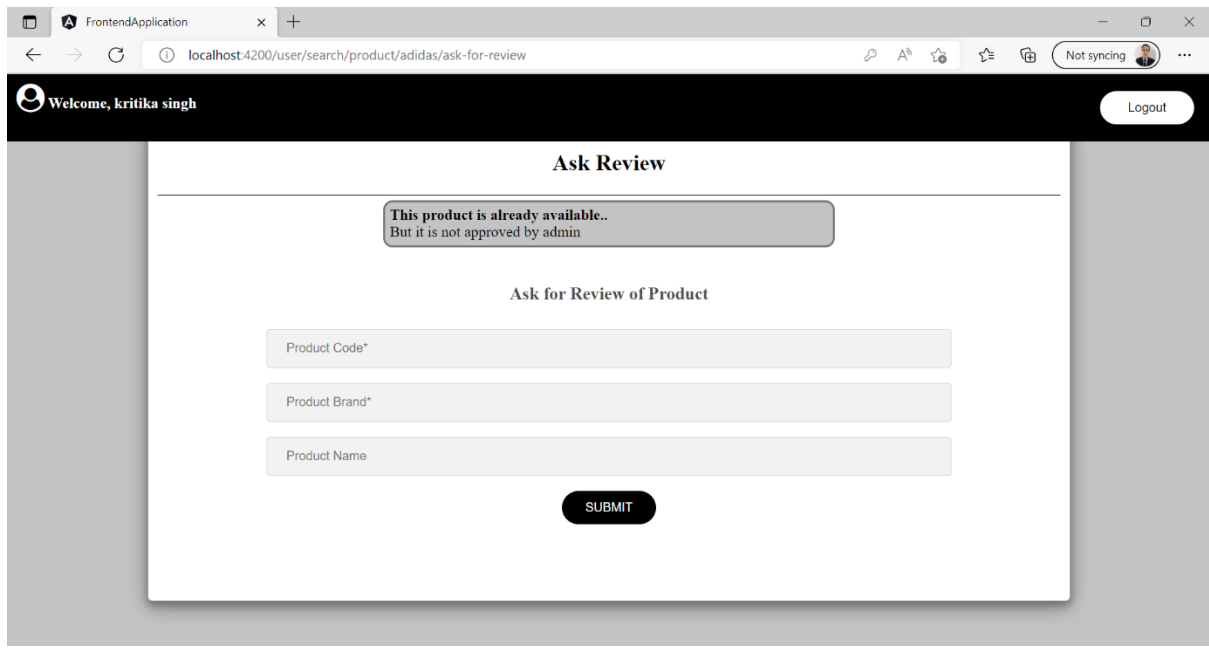 FrontendApplication
localhost:4200/user/search/product/adidas/ask-for-review
Not syncing
Welcome, kritika singh
Logout
Ask Review
This product is already available..
But it is not approved by admin
Ask for Review of Product
Product Code*
Product Brand*
Product Name
SUBMIT